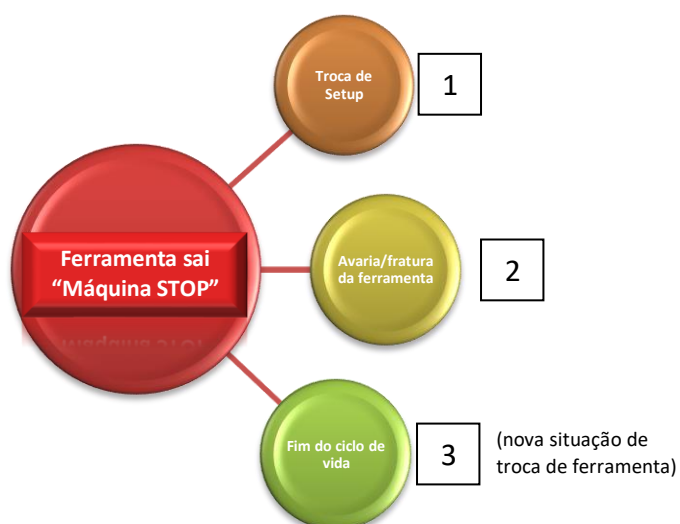 Troca de
Setup
1
Ferramenta sai
“Máquina STOP”
Avaria/fratura
da ferramenta
2
Fim do ciclo de
vida
3
(nova situação de
troca de ferramenta)